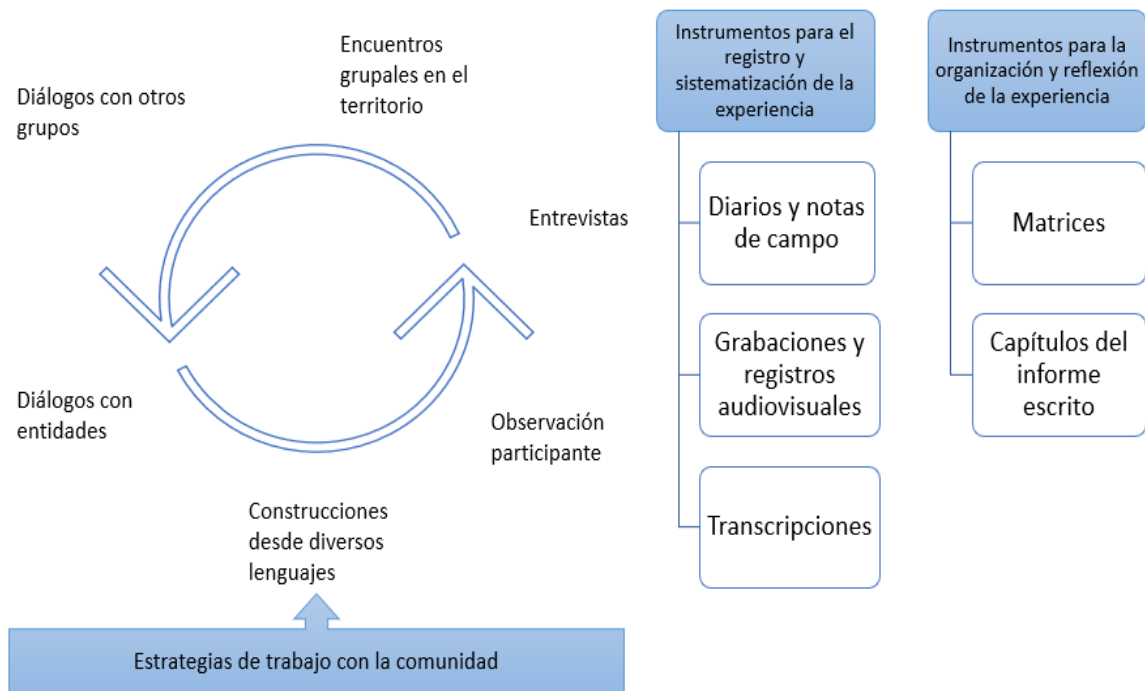 Encuentros
grupales en el
territorio
Diálogos con otros
grupos
Entrevistas
Diálogos con
entidades
Observación
participante
Construcciones
desde diversos
lenguajes
Estrategias de trabajo con la comunidad
Instrumentos para el
registro y
sistematización de la
experiencia
Diarios y notas
de campo
Grabaciones y
registros
audiovisuales
Transcripciones
Instrumentos para la
organización y reflexión
de la experiencia
Matrices
Capítulos del
informe
escrito